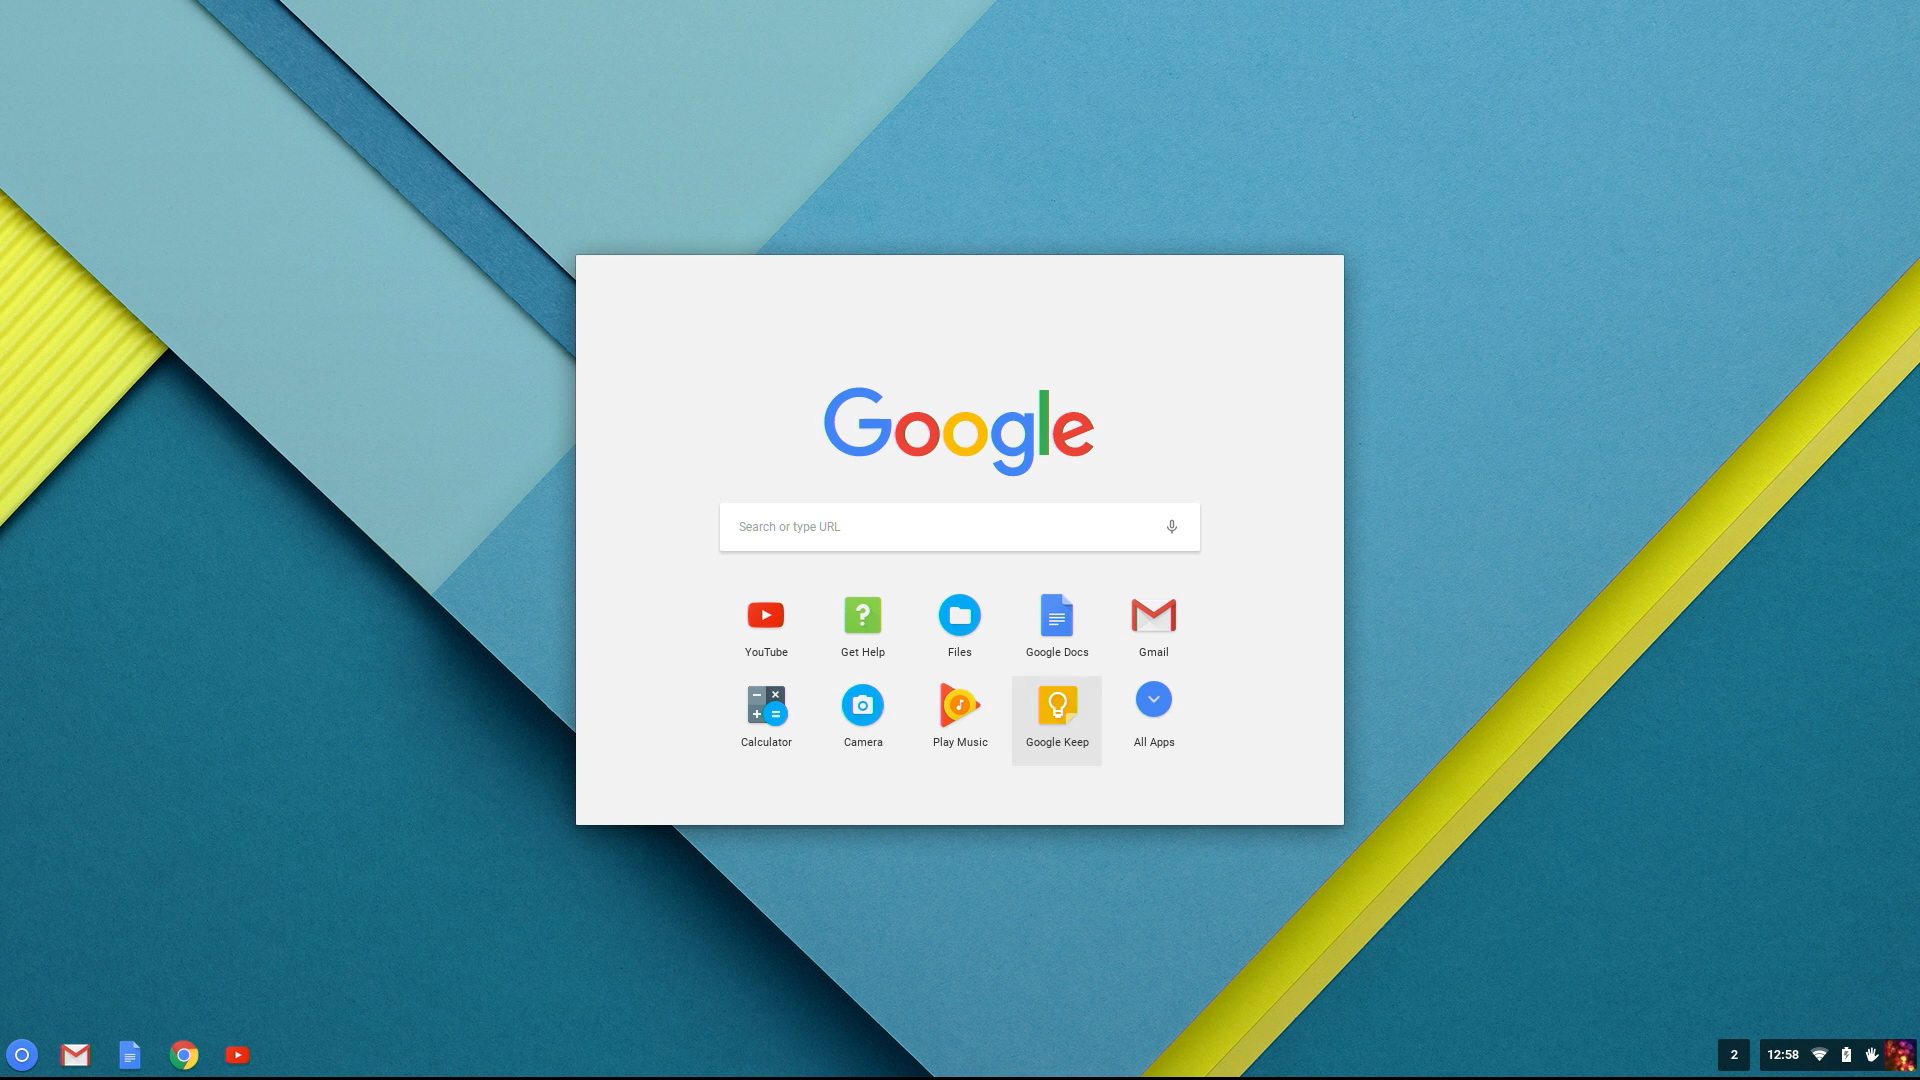 Google
Search or type URL
YouTube
Get Help
Files
Google Docs
Gmail
Calculator
Camera
Play Music
Google Keep
All Apps
2
12:58